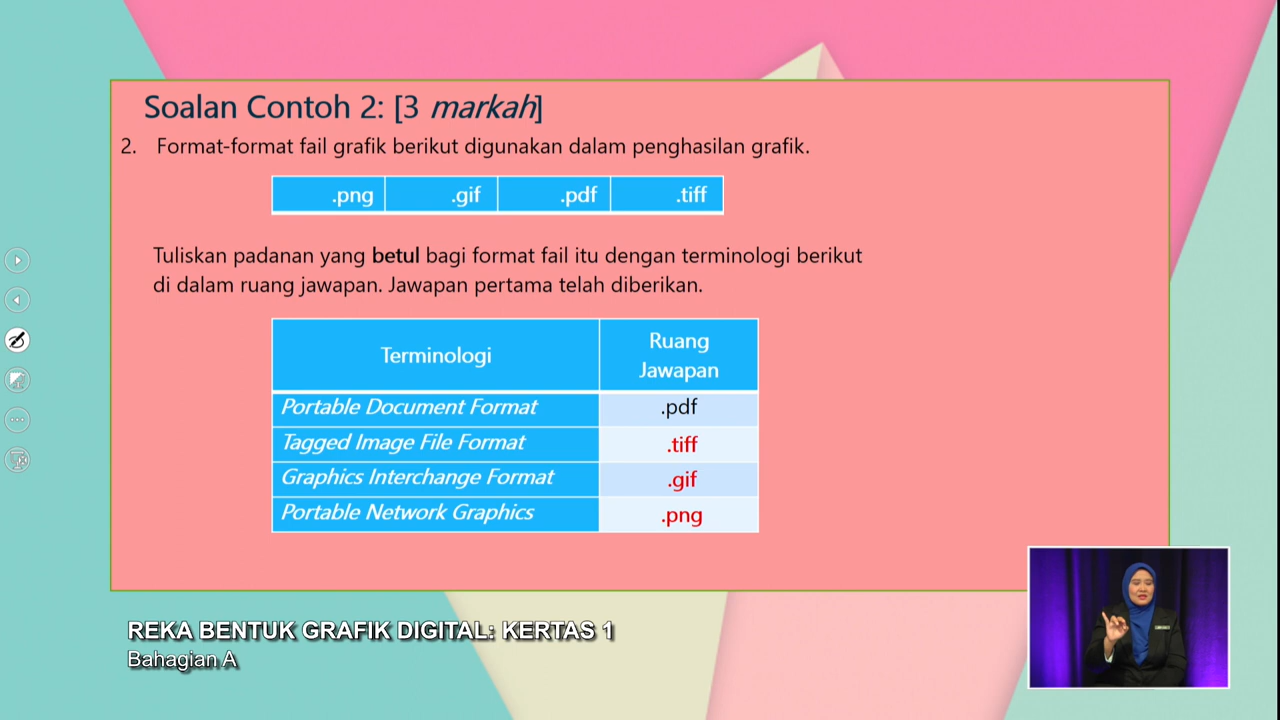 Soalan Contoh 2: [3 markah]
2. Format-format fail grafik berikut digunakan dalam penghasilan grafik.
.png .gif .pdf .tiff
Tuliskan padanan yang betul bagi format fail itu dengan terminologi berikut
di dalam ruang jawapan. Jawapan pertama telah diberikan.
Terminologi
Ruang
Jawapan
Portable Document Format .pdf
Tagged Image File Format .tiff
Graphics Interchange Format .gif
Portable Network Graphics .png
REKA BENTUK GRAFIK DIGITAL: KERTAS 1
Bahagian A